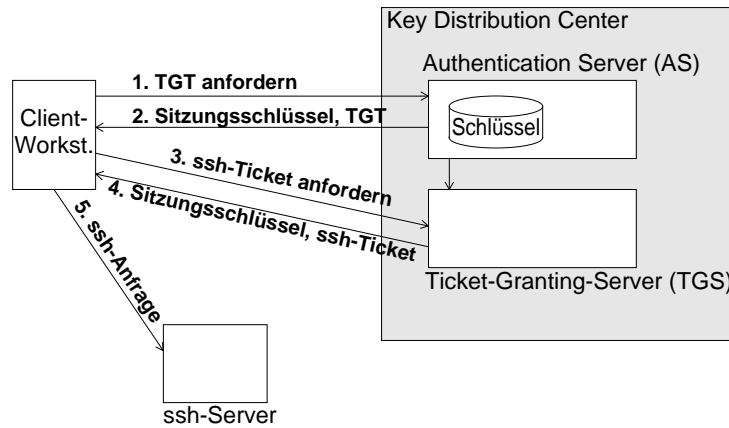 Key Distribution Center
Authentication Server (AS)
1. TGT anfordern
2. Sitzungsschlüssel, TGT
Schlüssel
Client-
Workst.
3. ssh-Ticket anfordern
4. Sitzungsschlüssel, ssh-Ticket
5. ssh-Anfrage
Ticket-Granting-Server (TGS)
ssh-Server